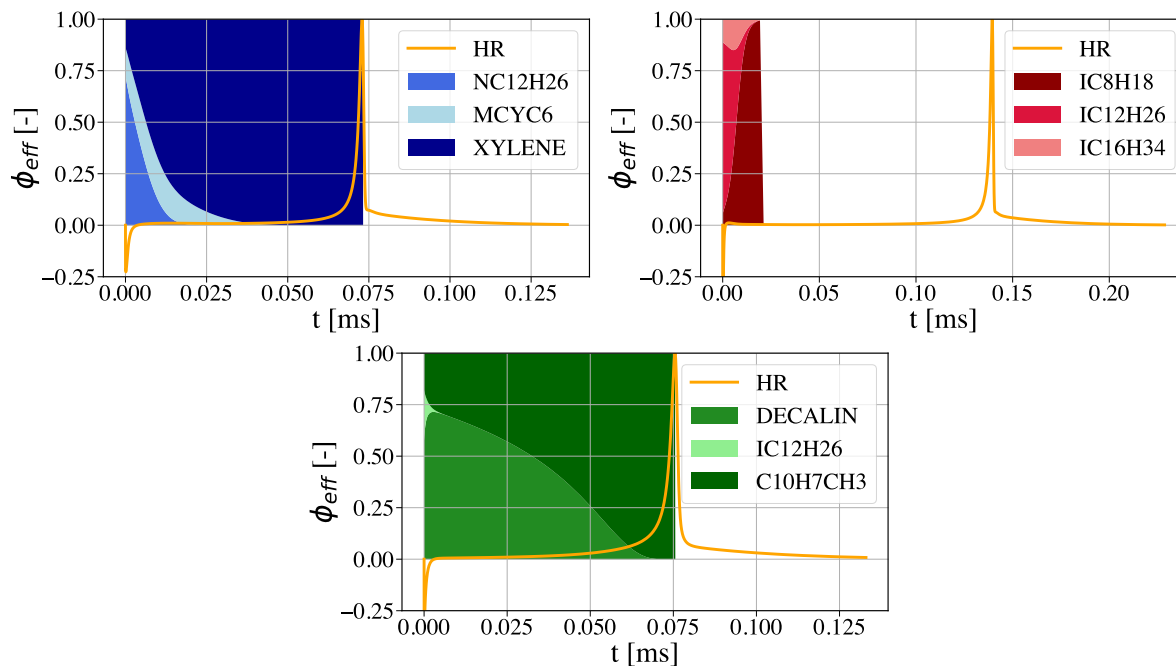 1.00
0.75
0.50
0.25
0.00
−0.25
ϕeff [-]
HR
NC12H26
MCYC6
XYLENE
0.000 0.025 0.050 0.075 0.100 0.125
t [ms]
1.00
0.75
0.50
0.25
0.00
−0.25
ϕeff [-]
HR
IC8H18
IC12H26
IC16H34
0.00 0.05 0.10 0.15 0.20
t [ms]
1.00
0.75
0.50
0.25
0.00
−0.25
ϕeff [-]
HR
DECALIN
IC12H26
C10H7CH3
0.000 0.025 0.050 0.075 0.100 0.125
t [ms]